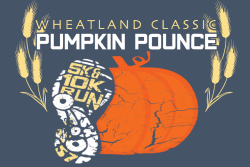 WHEATLAND CLASSIC
PUMPKIN POUNCE
5K &
10K
RUN